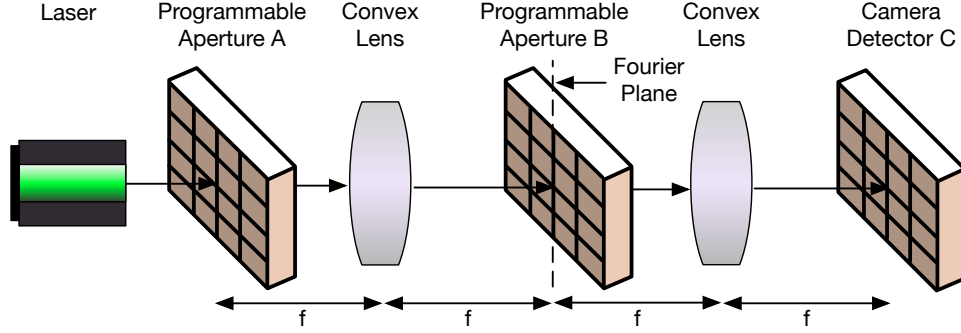 Laser
Programmable
Aperture A
Convex
Lens
Programmable
Aperture B
Convex
Lens
Camera
Detector C
Fourier
Plane
f
f
f
f